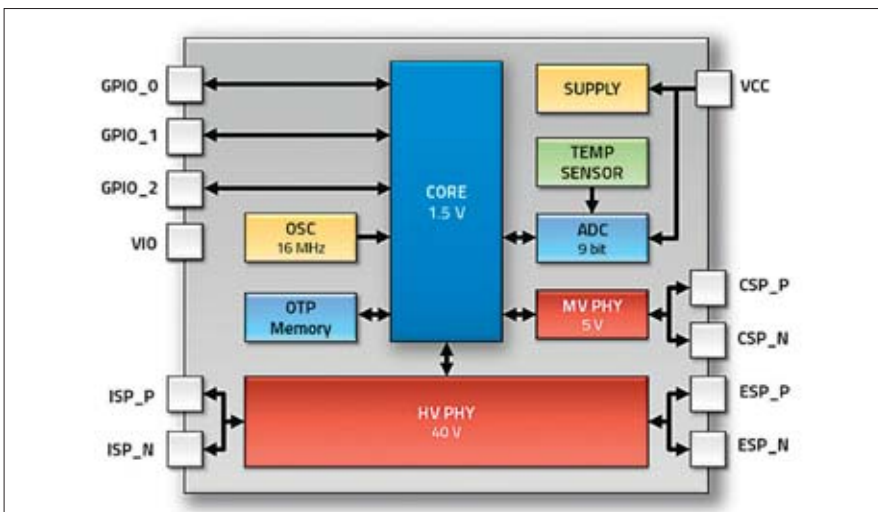 GPIO_0
GPIO_1
GPIO_2
VIO
ISP_P
ISP_N
OSC
16 MHz
OTP
Memory
CORE
1.5 V
SUPPLY
TEMP
SENSOR
ADC
9 bit
MV PHY
5 V
HV PHY
40 V
VCC
CSP_P
CSP_N
ESP_P
ESP_N